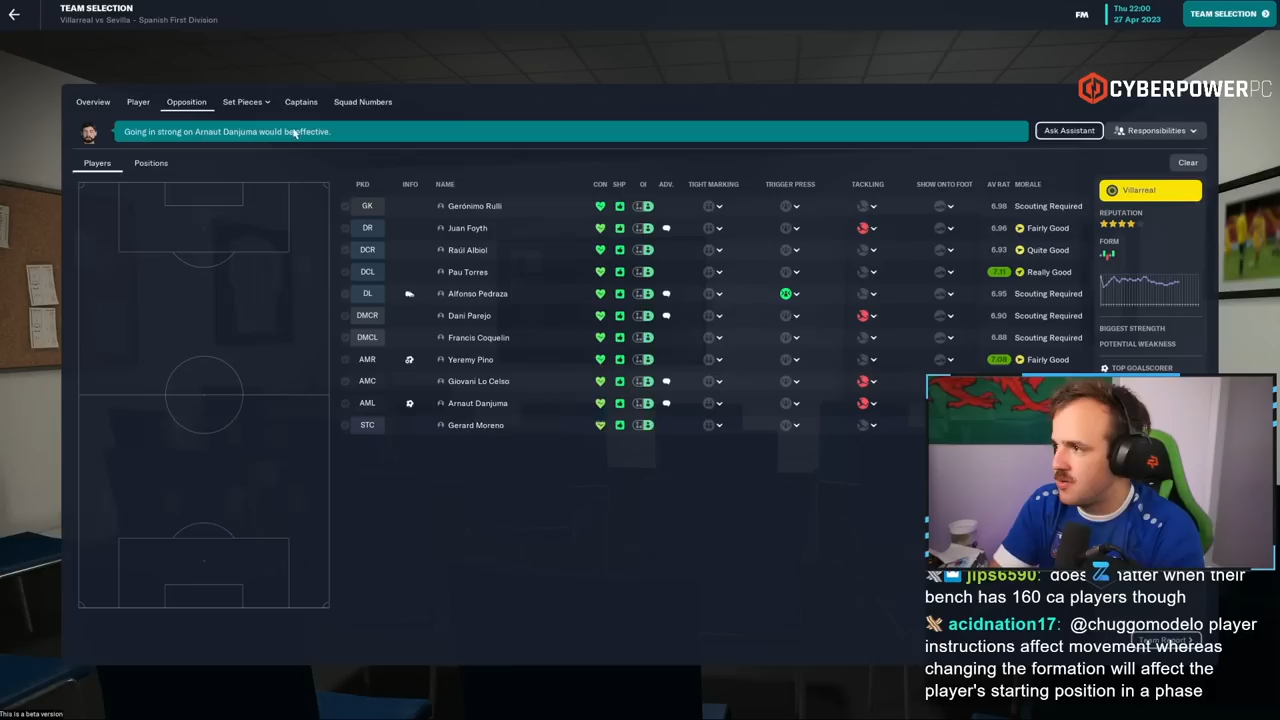 TEAM SELECTION
Villarreal vs Sevilla - Spanish First Division
FM
Thu 22:00
27 Apr 2023
TEAM SELECTION
CYBERPOWERPC
Overview
Player
Opposition
Set Pieces
Captains
Squad Numbers
Going in strong on Arnaut Danjuma would be effective.
Ask Assistant
Responsibilities
Players
Positions
Clear
PKD INFO NAME CON SHP OI ADV. TIGHT MARKING TRIGGER PRESS TACKLING SHOW ONTO FOOT AV RAT MORALE
GK Gerónimo Rulli 6.98 Scouting Required
DR Juan Foyth 6.96 Fairly Good
DCR Raúl Albiol 6.93 Quite Good
DCL Pau Torres 7.11 Really Good
DL Alfonso Pedraza 6.95 Scouting Required
DMCR Dani Parejo 6.90 Scouting Required
DMCL Francis Coquelin 6.88 Scouting Required
AMR Yeremy Pino 7.08 Fairly Good
AMC Giovani Lo Celso
AML Arnaut Danjuma
STC Gerard Moreno
Villarreal
REPUTATION
FORM
BIGGEST STRENGTH
POTENTIAL WEAKNESS
TOP GOALSCORER
Team Report
jips6590: does matter when their
bench has 160 ca players though
acidnation17: @chuggomodelo player
instructions affect movement whereas
changing the formation will affect the
player's starting position in a phase
This is a beta version